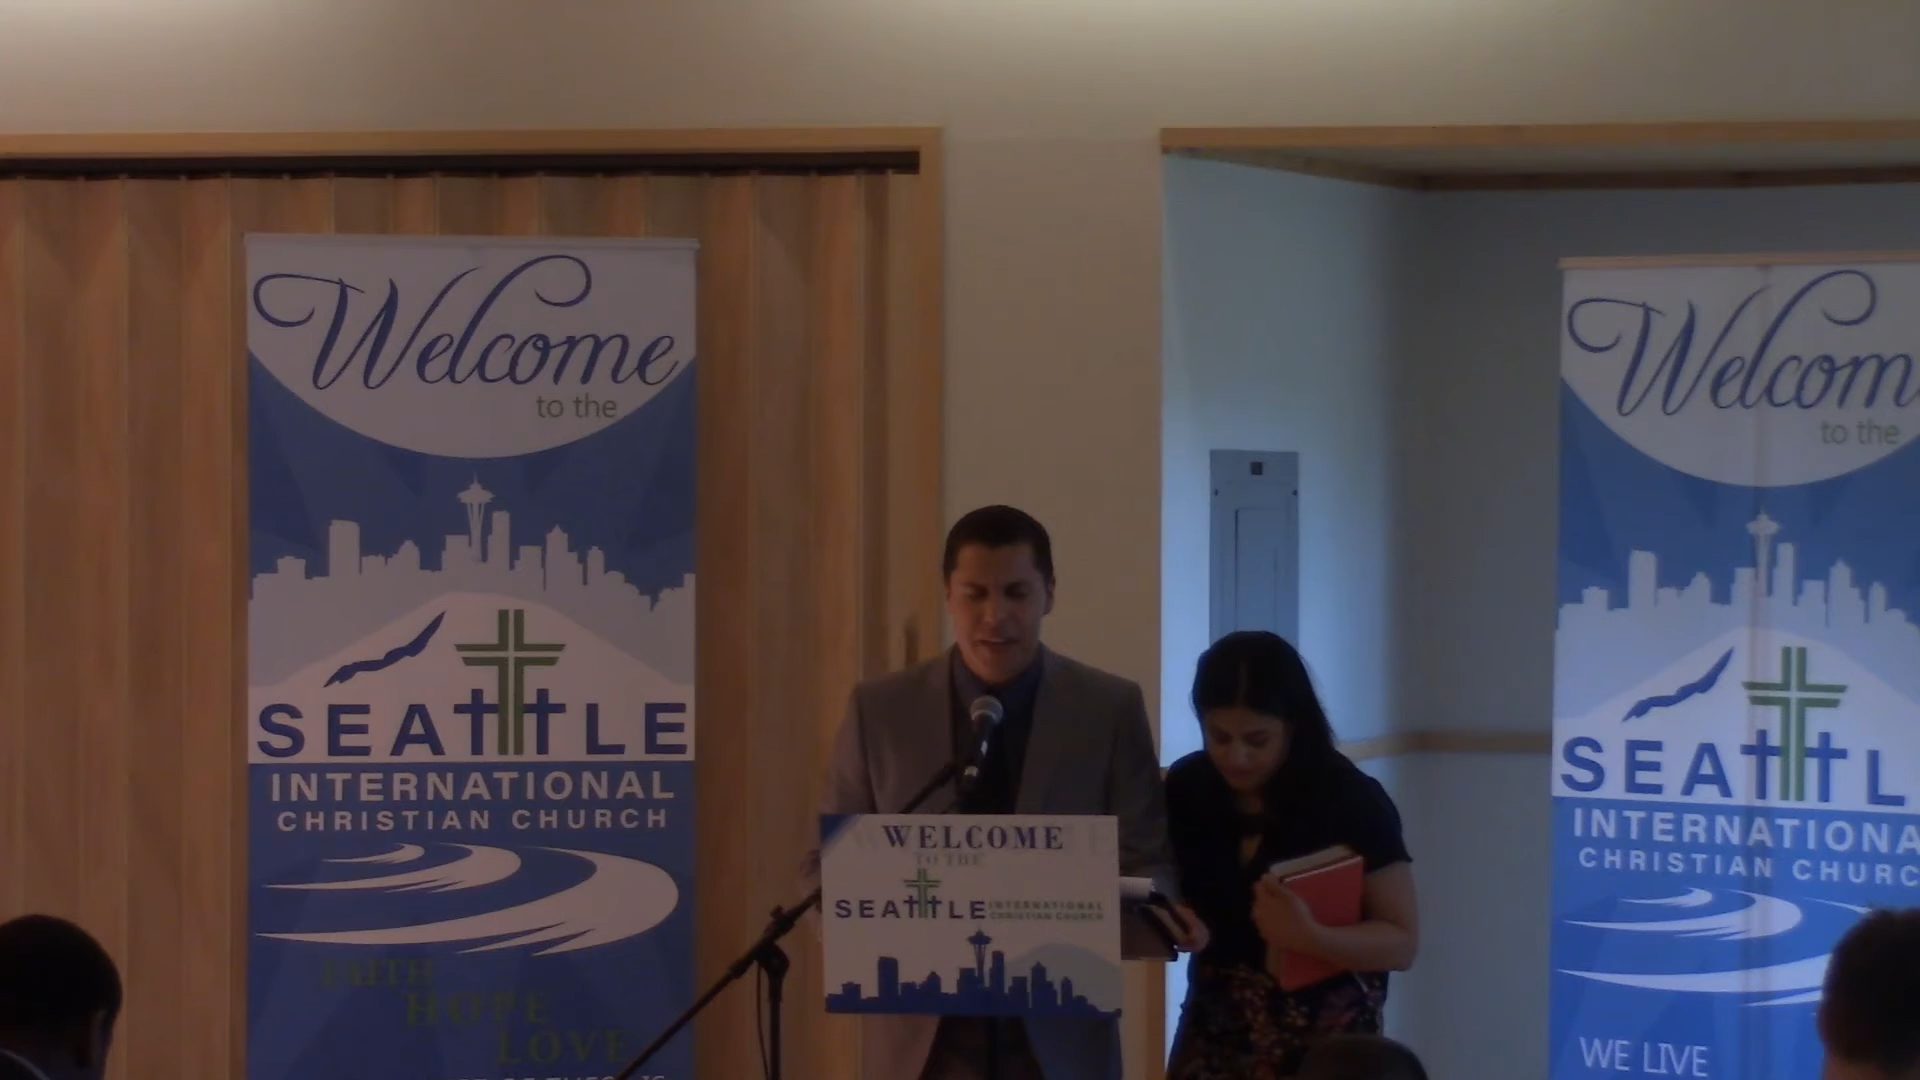 Welcome
to the
SEATTLE
INTERNATIONAL
CHRISTIAN CHURCH
FAITH
HOPE
LOVE
WELCOME
TO THE
SEATTLE INTERNATIONAL
CHRISTIAN CHURCH
Welcom
to the
SEATTL
INTERNATIONA
CHRISTIAN CHURC
WE LIVE